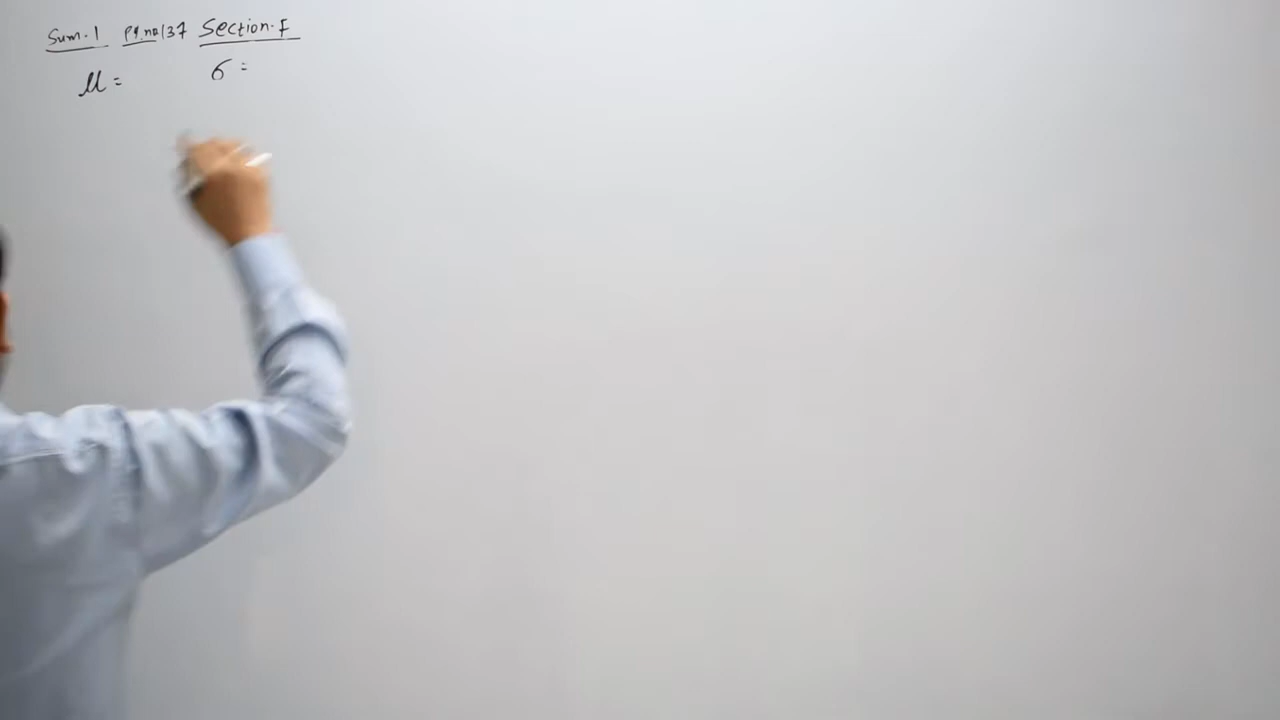 Sum.1 Pg.no 137 Section.F
μ = σ =